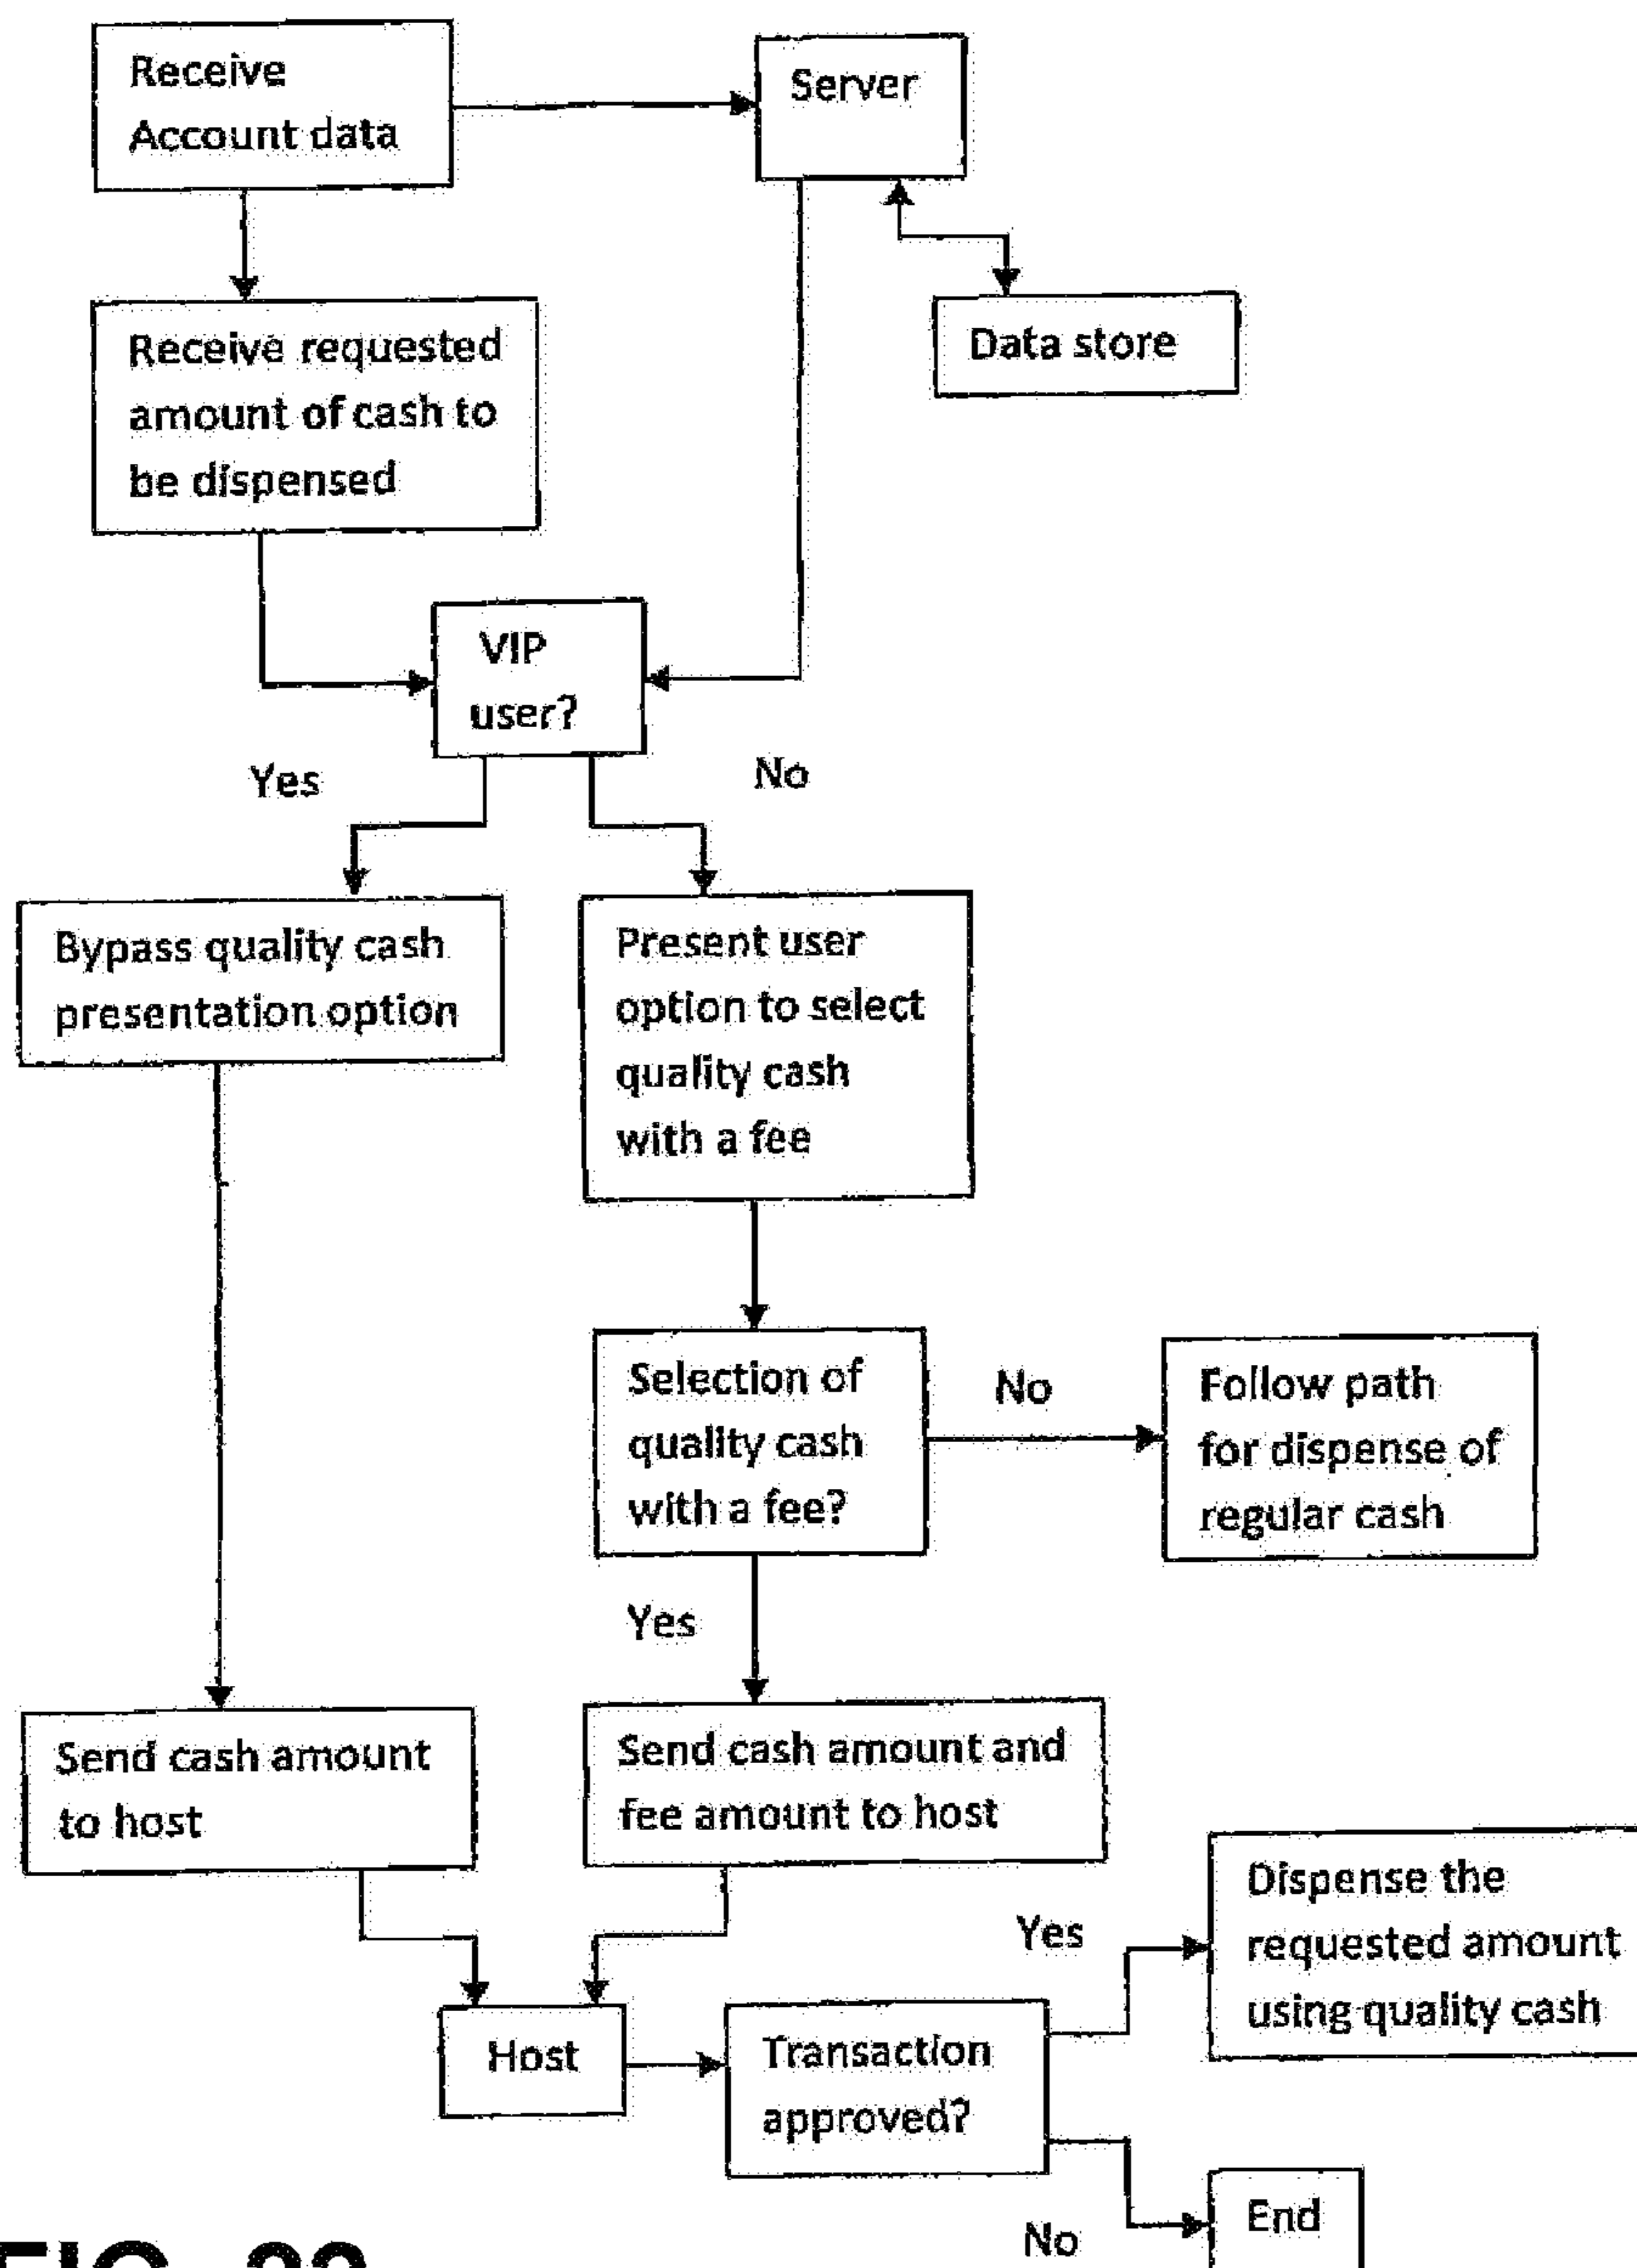 Receive
Account data
Server
Receive requested
amount of cash to
be dispensed
Data store
VIP
user?
Yes
No
Bypass quality cash
presentation option
Present user
option to select
quality cash
with a fee
Selection of
quality cash
with a fee?
No
Follow path
for dispense of
regular cash
Yes
Send cash amount
to host
Send cash amount and
fee amount to host
Yes
Dispense the
requested amount
using quality cash
Host
Transaction
approved?
No
End